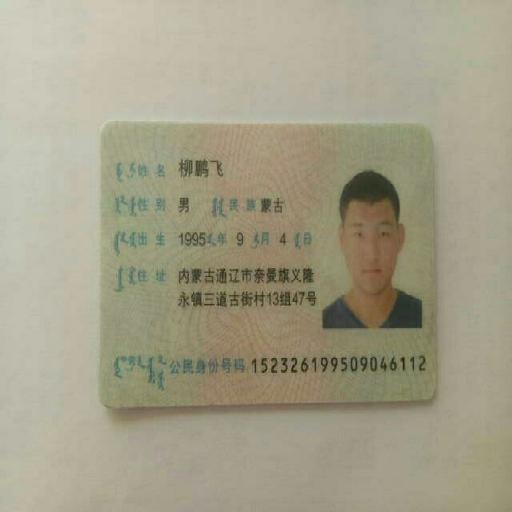 姓名 柳鹏飞
性别 男 民族 蒙古
出生 1995年 9月 4日
住址 内蒙古通辽市奈曼旗义隆
永镇三道古街村13组47号
公民身份号码 152326199509046112